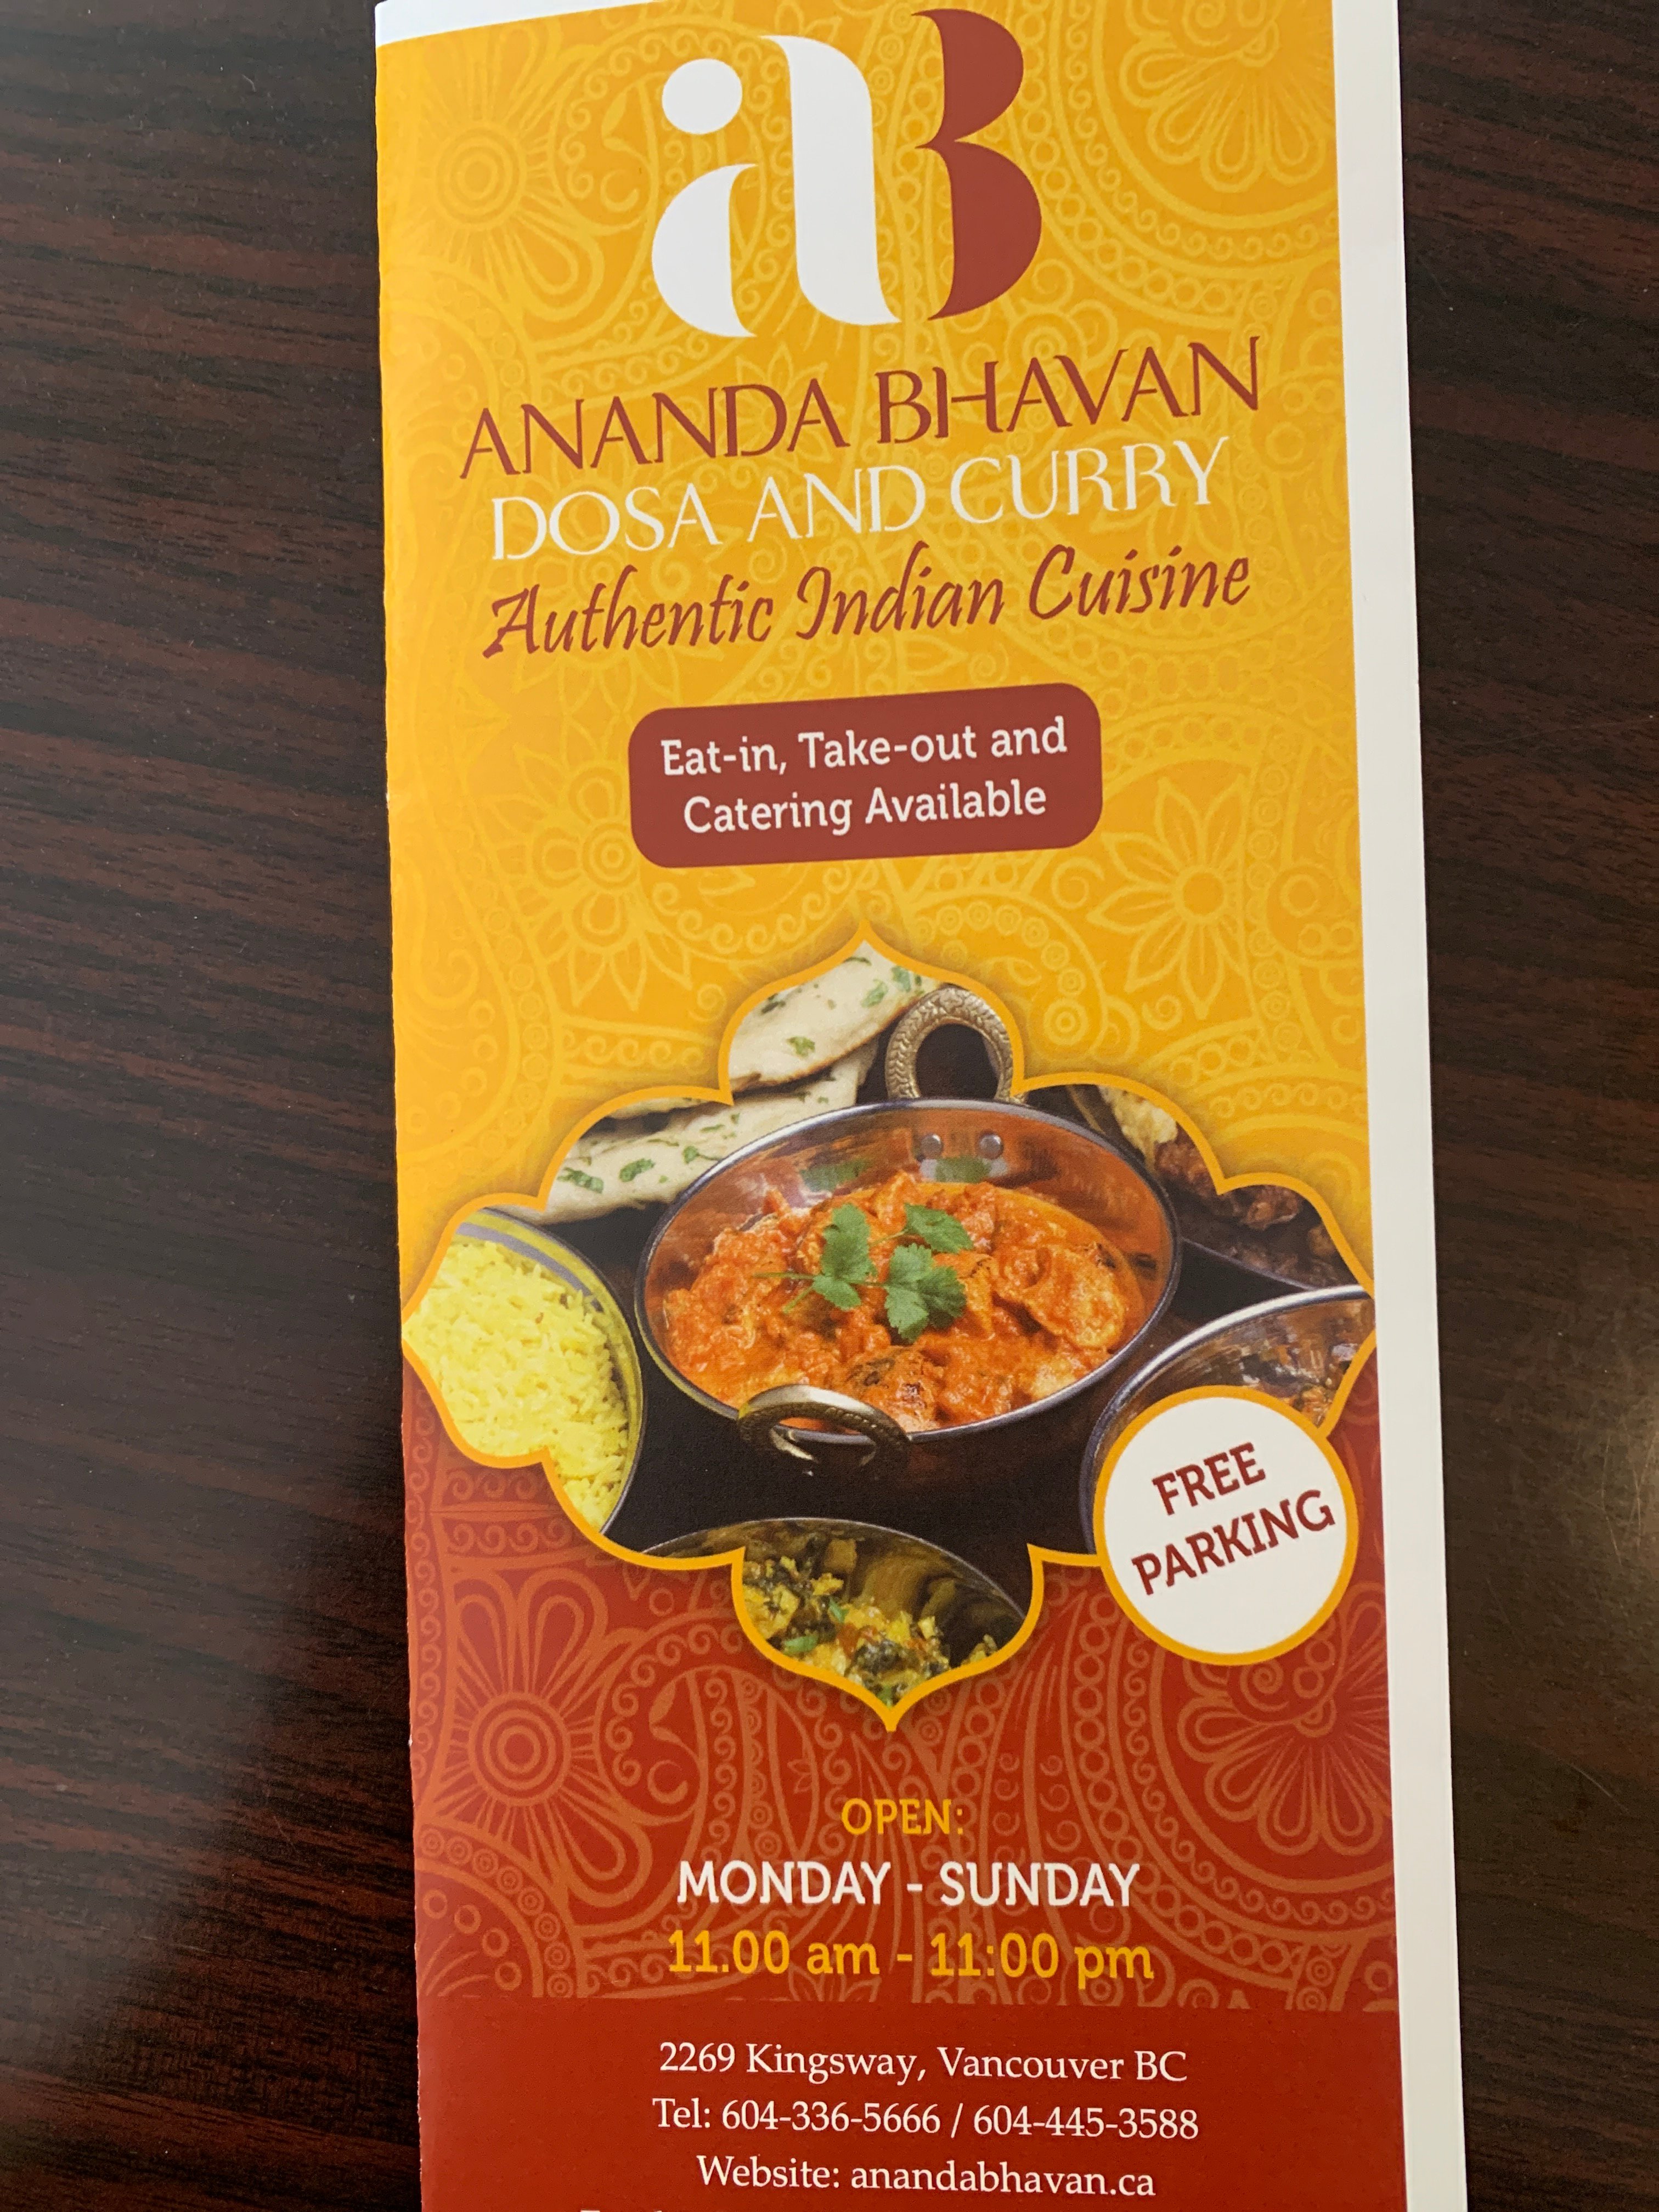 aB
ANANDA BHAVAN
DOSA AND CURRY
Authentic Indian Cuisine
Eat-in, Take-out and
Catering Available
FREE
PARKING
OPEN:
MONDAY - SUNDAY
11.00 am - 11:00 pm
2269 Kingsway, Vancouver BC
Tel: 604-336-5666 / 604-445-3588
Website: anandabhavan.ca